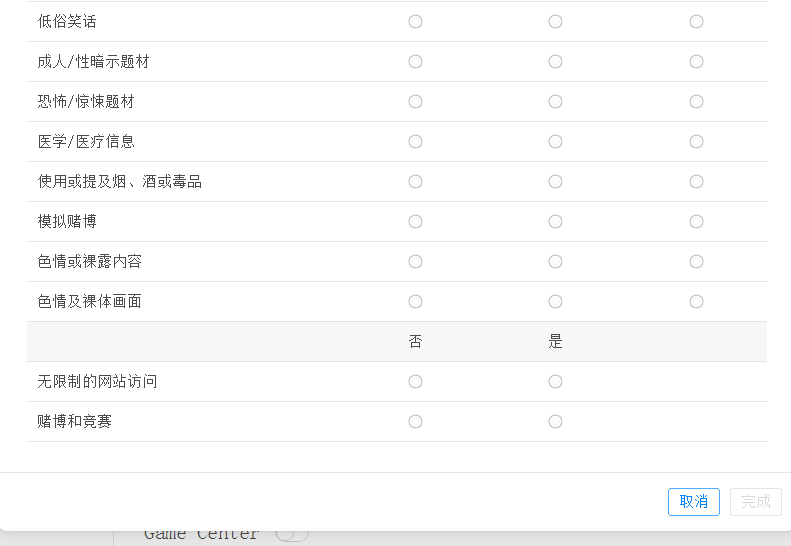 低俗笑话
成人/性暗示题材
恐怖/惊悚题材
医学/医疗信息
使用或提及烟、酒或毒品
模拟赌博
色情或裸露内容
色情及裸体画面
否 是
无限制的网站访问
赌博和竞赛
取消 完成
Game Center